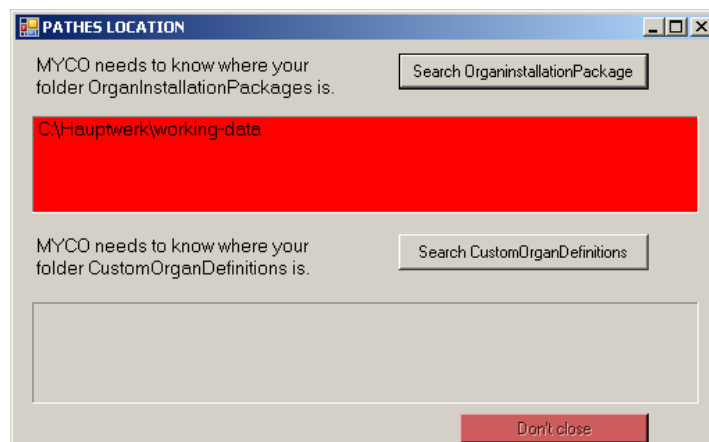 PATHES LOCATION
MYCO needs to know where your
folder OrganInstallationPackages is.
Search OrganinstallationPackage
C:\Hauptwerk\working-data
MYCO needs to know where your
folder CustomOrganDefinitions is.
Search CustomOrganDefinitions
Don't close